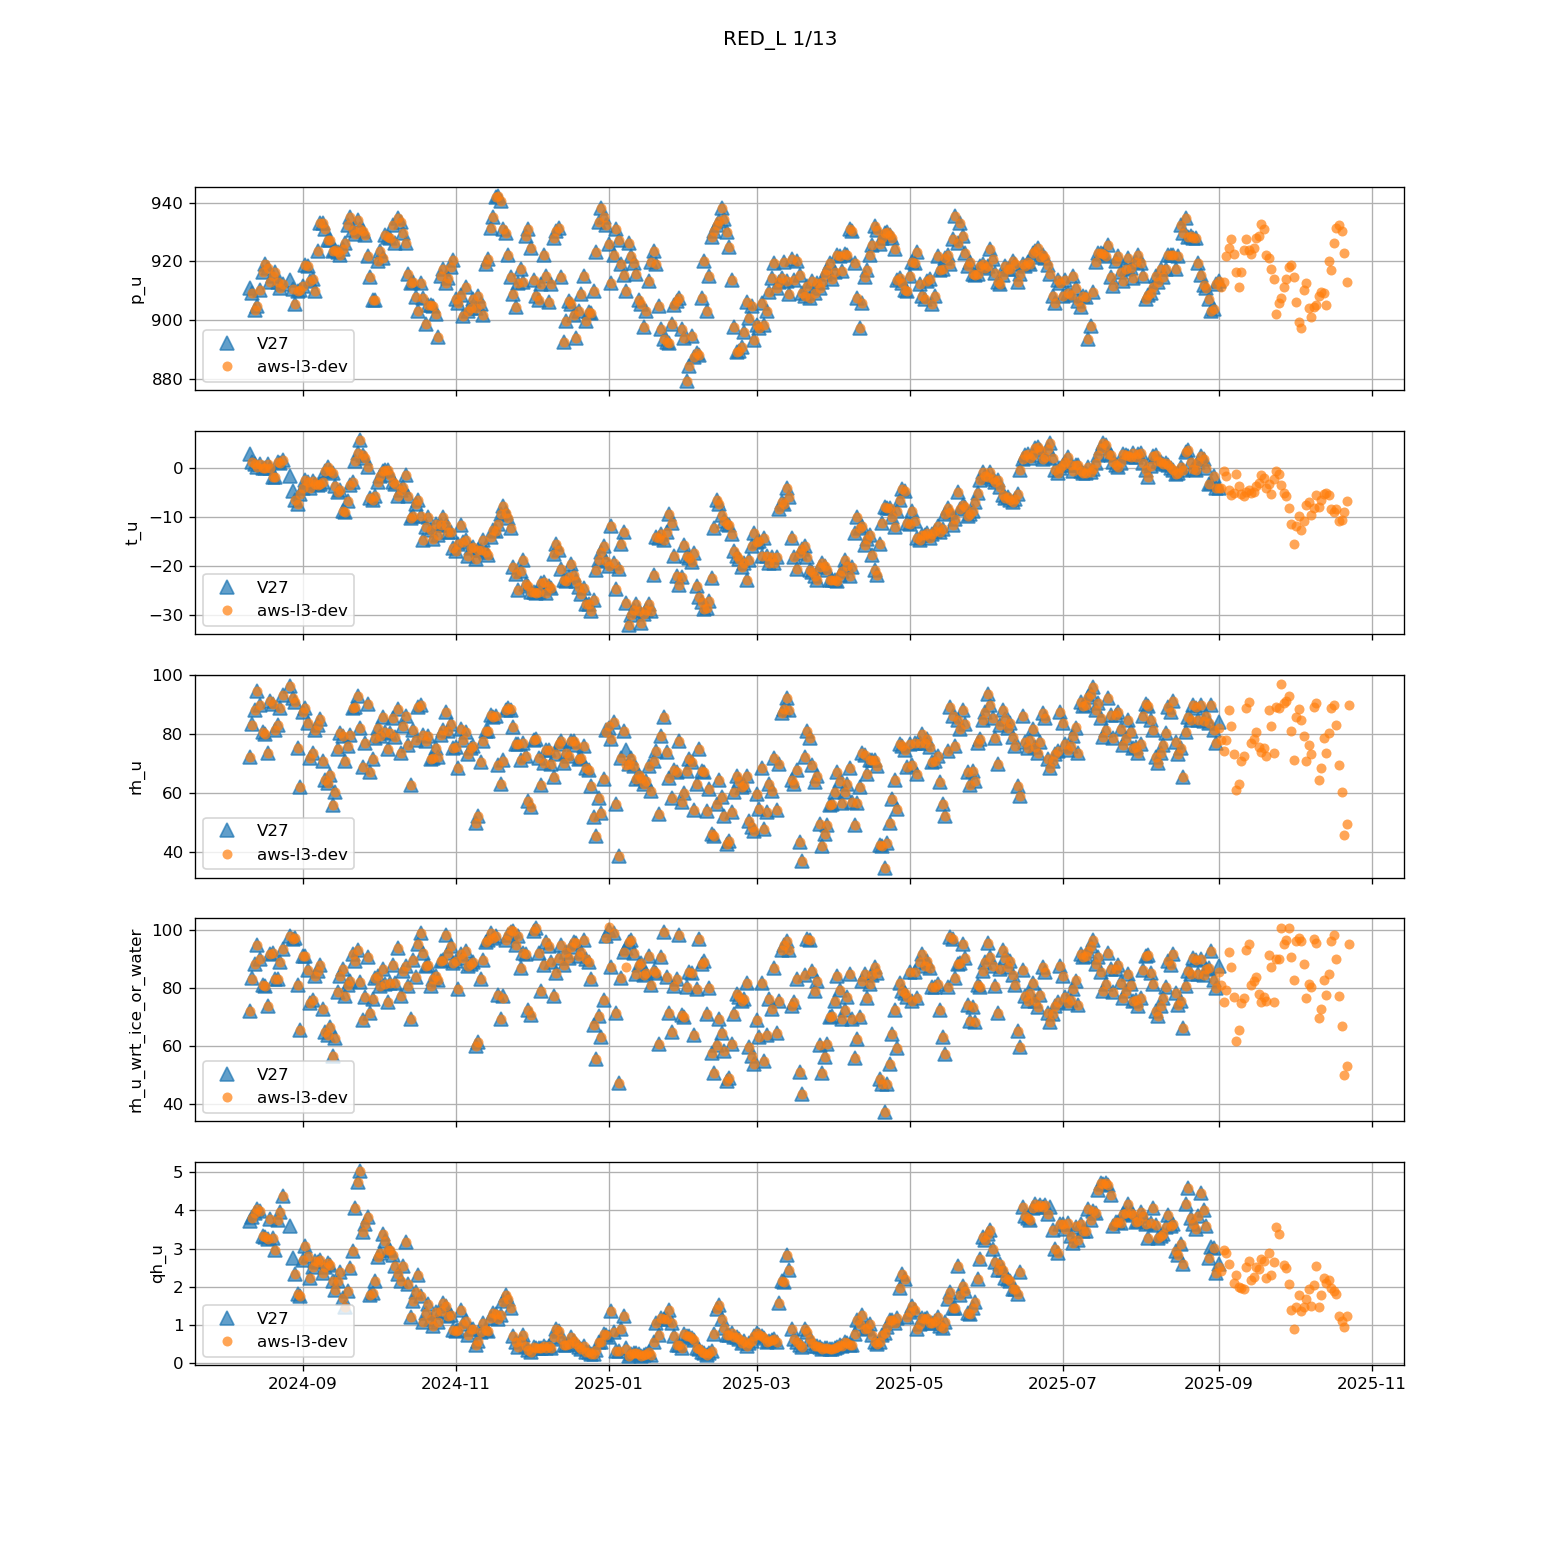 RED_L 1/13
940
920
900
880
p_u
V27
aws-l3-dev
0
−10
−20
−30
t_u
V27
aws-l3-dev
100
80
60
40
rh_u
V27
aws-l3-dev
100
80
60
40
rh_u_wrt_ice_or_water
V27
aws-l3-dev
5
4
3
2
1
0
qh_u
V27
aws-l3-dev
2024-09 2024-11 2025-01 2025-03 2025-05 2025-07 2025-09 2025-11